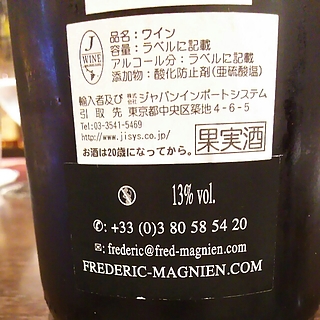 J
WINE
品名：ワイン
容量：ラベルに記載
アルコール分：ラベルに記載
添加物：酸化防止剤(亜硫酸塩)
輸入者及び 株式会社 ジャパンインポートシステム
引取先 東京都中央区築地4-6-5
Tel:03-3541-5469
http://www.jisys.co.jp/
お酒は20歳になってから。 果実酒
13% vol.
✆: +33 (0)3 80 58 54 20
✉: frederic@fred-magnien.com
FREDERIC-MAGNIEN.COM